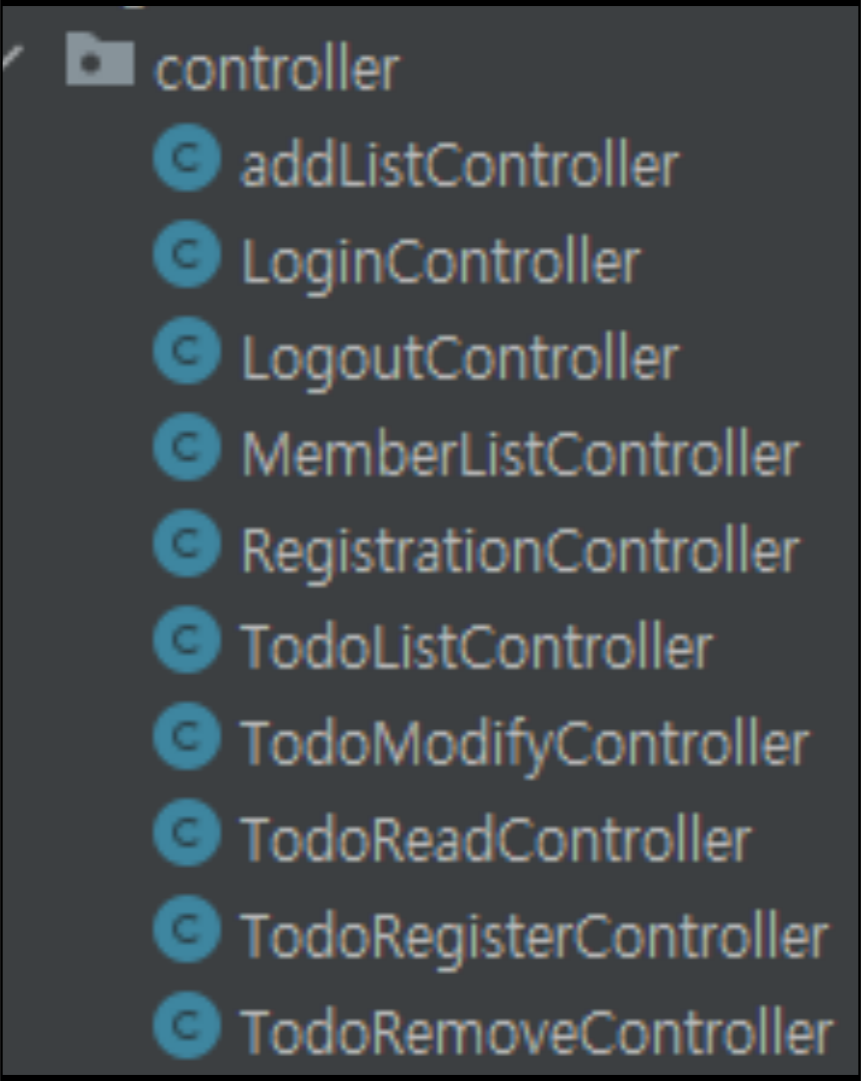 controller
addListController
LoginController
LogoutController
MemberListController
RegistrationController
TodoListController
TodoModifyController
TodoReadController
TodoRegisterController
TodoRemoveController